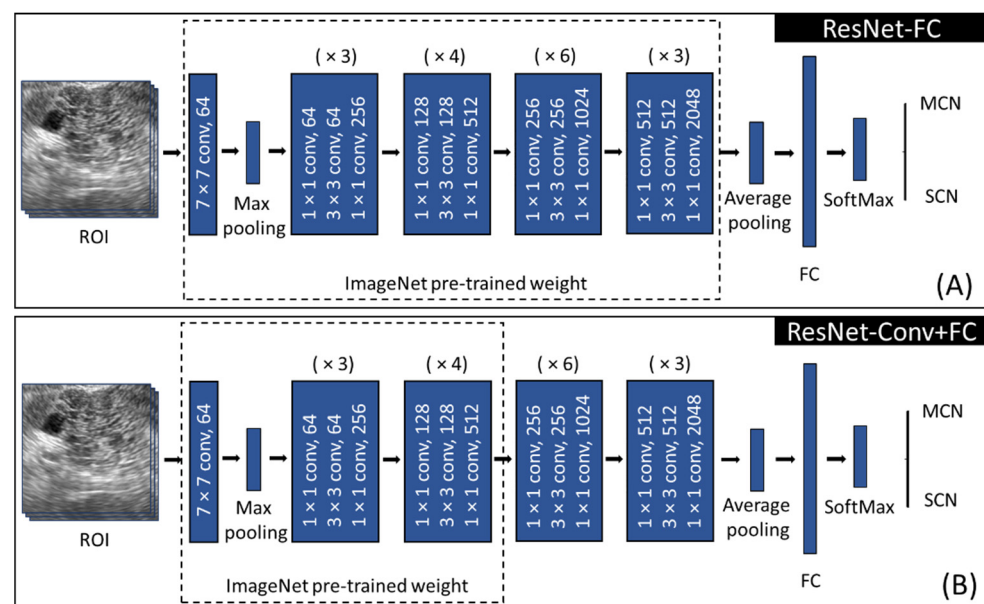 ResNet-FC
( × 3)
( × 4)
( × 6)
( × 3)
7 × 7 conv, 64
1 × 1 conv, 64
3 × 3 conv, 64
1 × 1 conv, 256
1 × 1 conv, 128
3 × 3 conv, 128
1 × 1 conv, 512
1 × 1 conv, 256
3 × 3 conv, 256
1 × 1 conv, 1024
1 × 1 conv, 512
3 × 3 conv, 512
1 × 1 conv, 2048
MCN
SCN
Max
pooling
Average
pooling
SoftMax
ROI
FC
ImageNet pre-trained weight
(A)
ResNet-Conv+FC
( × 3)
( × 4)
( × 6)
( × 3)
7 × 7 conv, 64
1 × 1 conv, 64
3 × 3 conv, 64
1 × 1 conv, 256
1 × 1 conv, 128
3 × 3 conv, 128
1 × 1 conv, 512
1 × 1 conv, 256
3 × 3 conv, 256
1 × 1 conv, 1024
1 × 1 conv, 512
3 × 3 conv, 512
1 × 1 conv, 2048
MCN
SCN
Max
pooling
Average
pooling
SoftMax
ROI
FC
ImageNet pre-trained weight
(B)